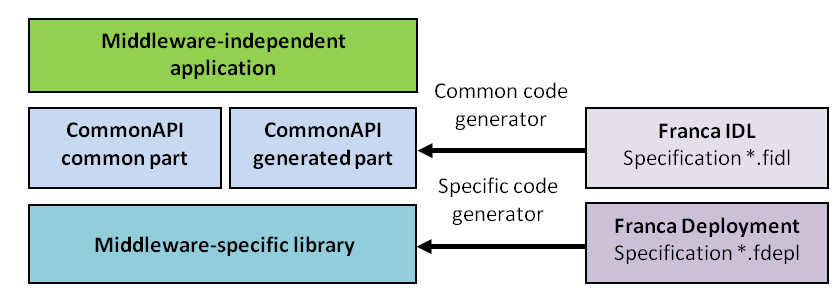 Middleware-independent
application
Common code
generator
CommonAPI
common part
CommonAPI
generated part
Franca IDL
Specification *.fidl
Specific code
generator
Middleware-specific library
Franca Deployment
Specification *.fdepl